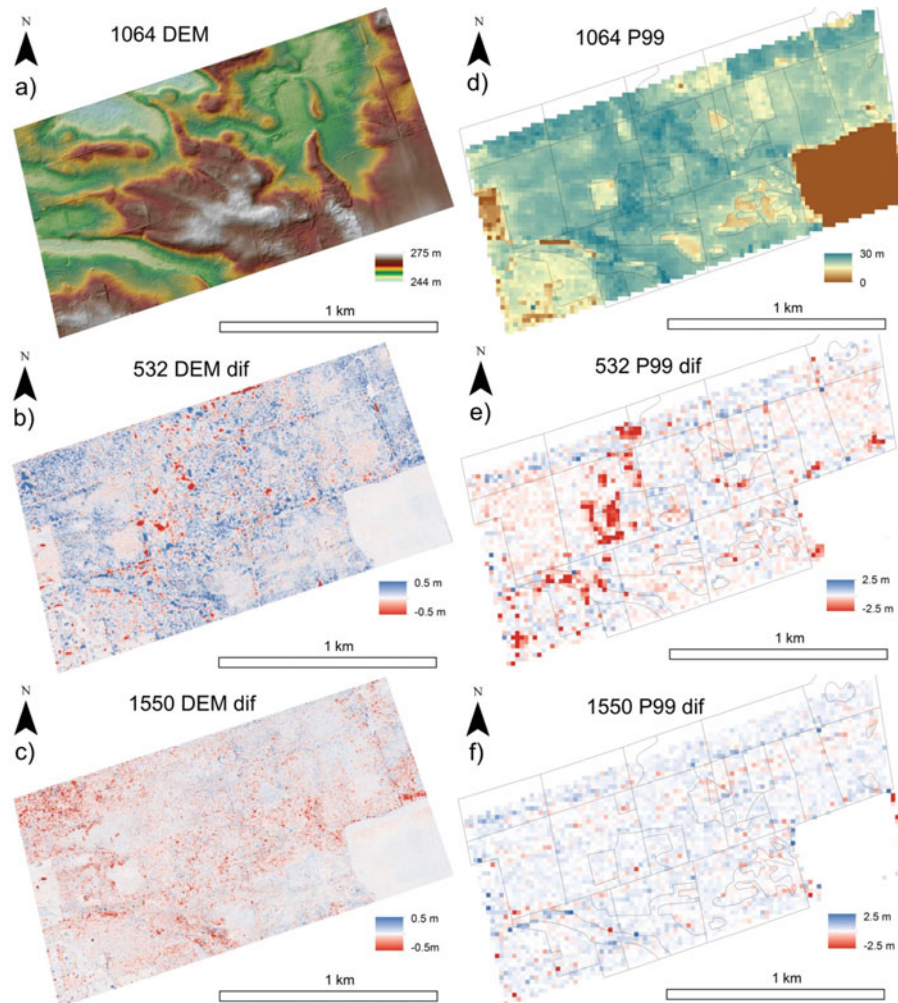 N
1064 DEM
a)
275 m
244 m
1 km
N
532 DEM dif
b)
0.5 m
-0.5 m
1 km
N
1550 DEM dif
c)
0.5 m
-0.5m
1 km
N
1064 P99
d)
30 m
0
1 km
N
532 P99 dif
e)
2.5 m
-2.5 m
1 km
N
1550 P99 dif
f)
2.5 m
-2.5 m
1 km